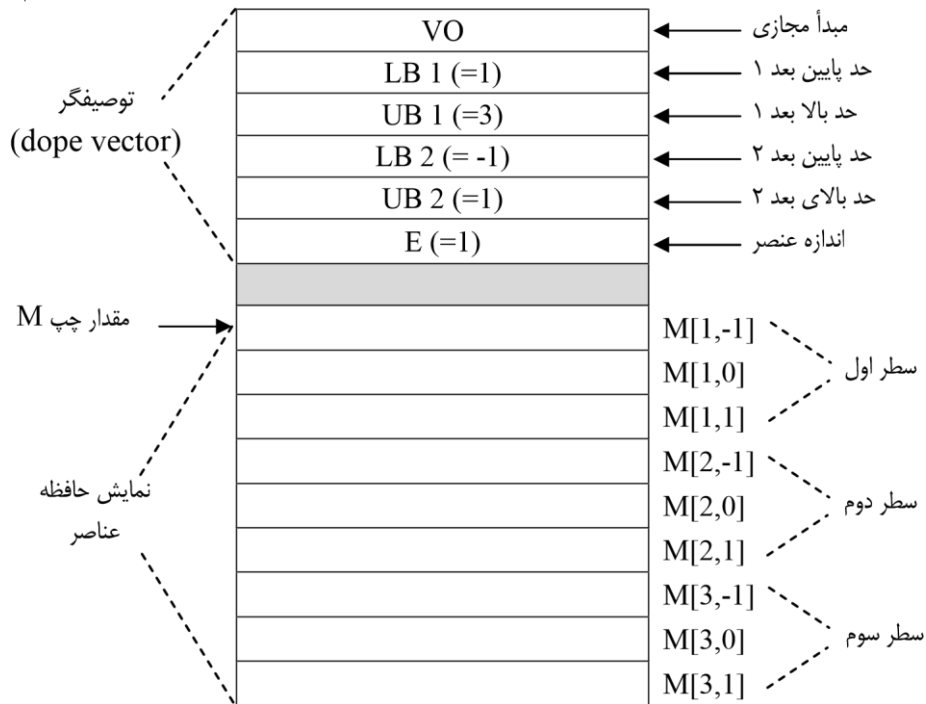 VO
مبدأ مجازی
LB 1 (=1)
حد پایین بعد ۱
توصیفگر
(dope vector)
UB 1 (=3)
حد بالا بعد ۱
LB 2 (= -1)
حد پایین بعد ۲
UB 2 (=1)
حد بالای بعد ۲
E (=1)
اندازه عنصر
مقدار چپ M
M[1,-1]
M[1,0]
سطر اول
M[1,1]
M[2,-1]
نمایش حافظه
عناصر
M[2,0]
سطر دوم
M[2,1]
M[3,-1]
M[3,0]
سطر سوم
M[3,1]